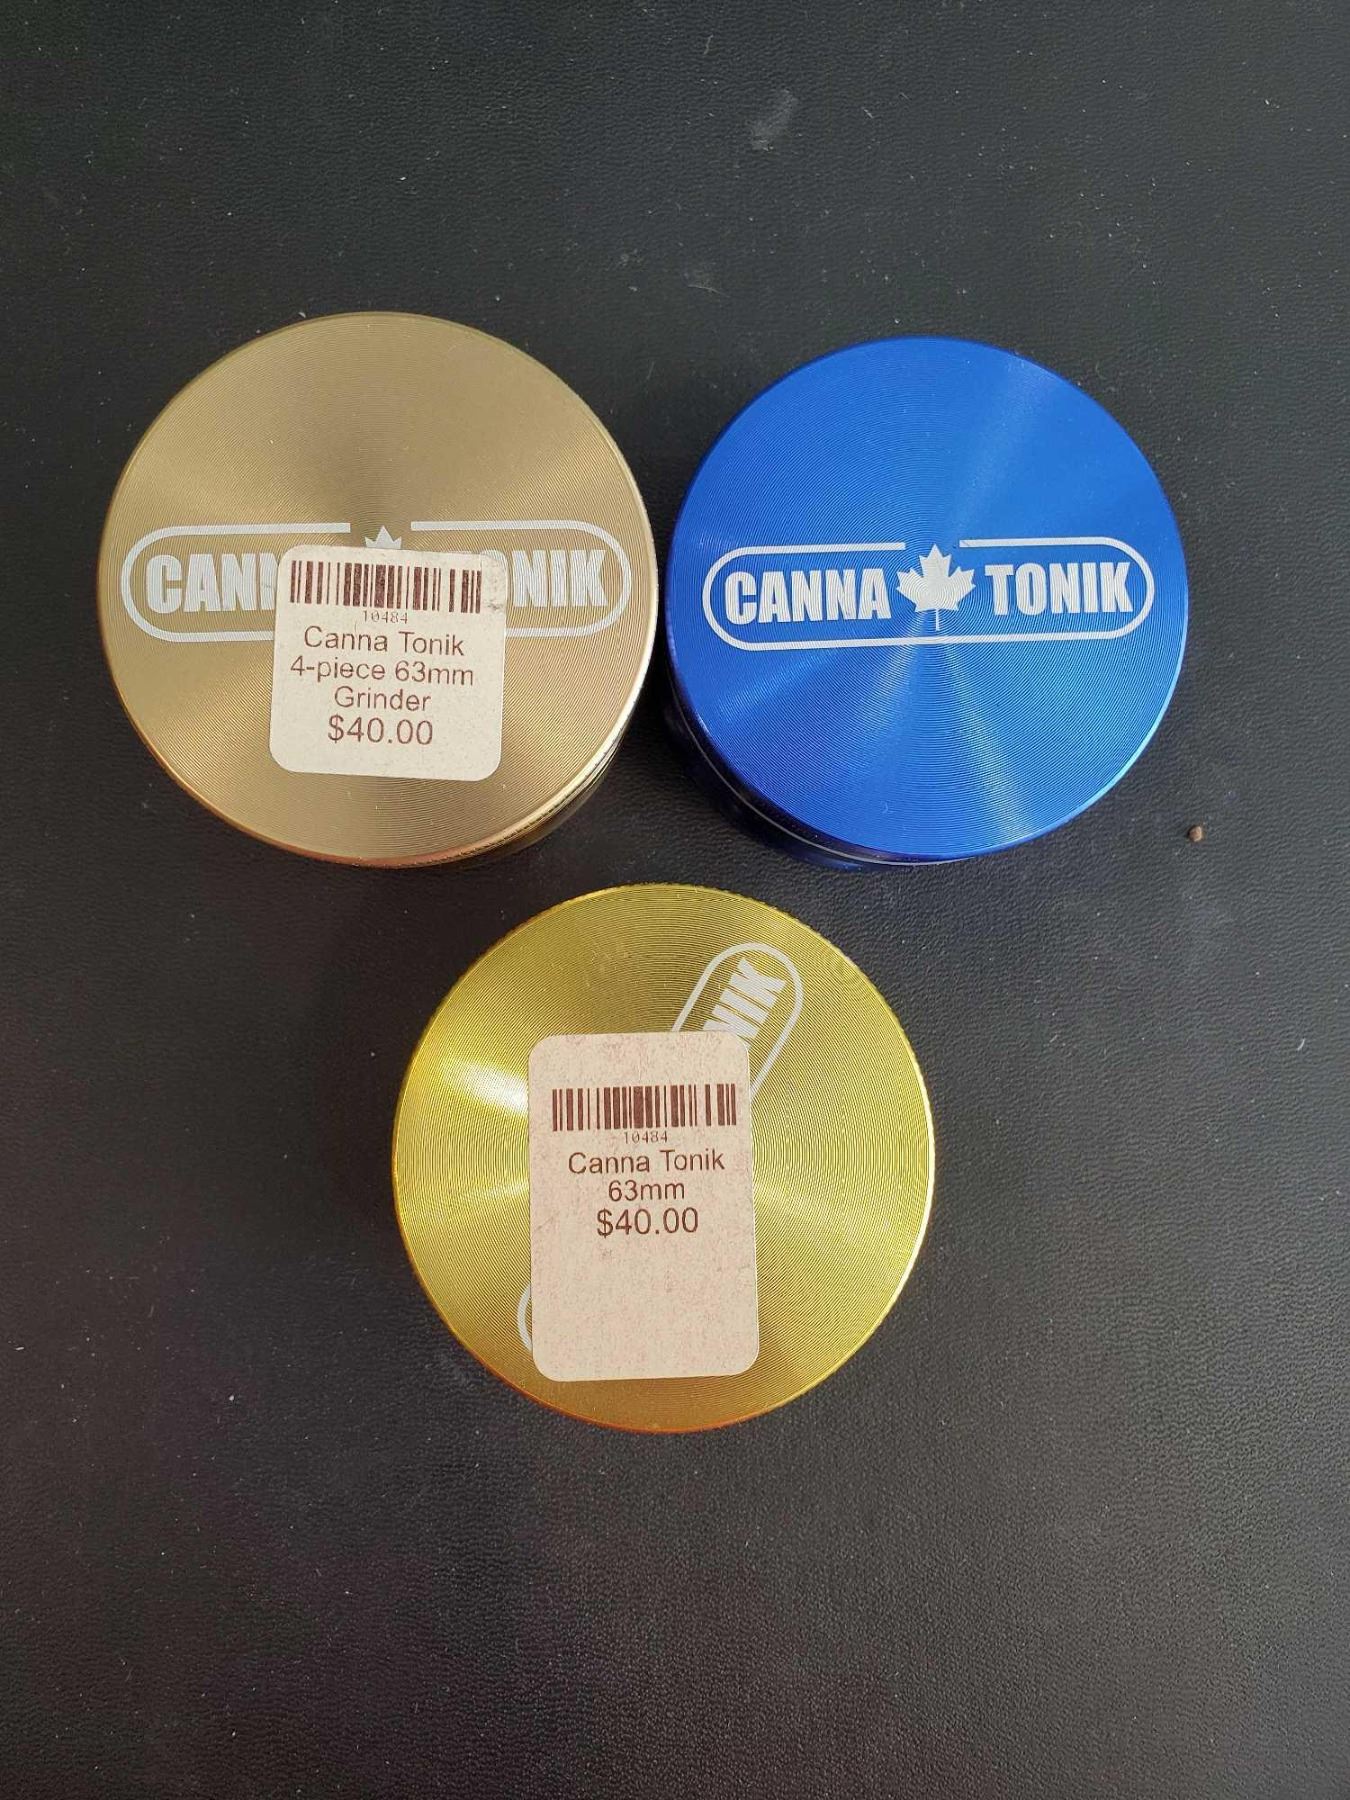 CANN ONIK
10484
Canna Tonik
4-piece 63mm
Grinder
$40.00
CANNA TONIK
NIK
10484
Canna Tonik
63mm
$40.00